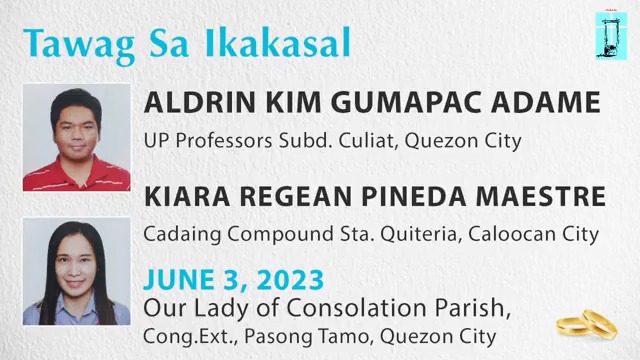 Tawag Sa Ikakasal
ALDRIN KIM GUMAPAC ADAME
UP Professors Subd. Culiat, Quezon City
KIARA REGEAN PINEDA MAESTRE
Cadaing Compound Sta. Quiteria, Caloocan City
JUNE 3, 2023
Our Lady of Consolation Parish,
Cong.Ext., Pasong Tamo, Quezon City